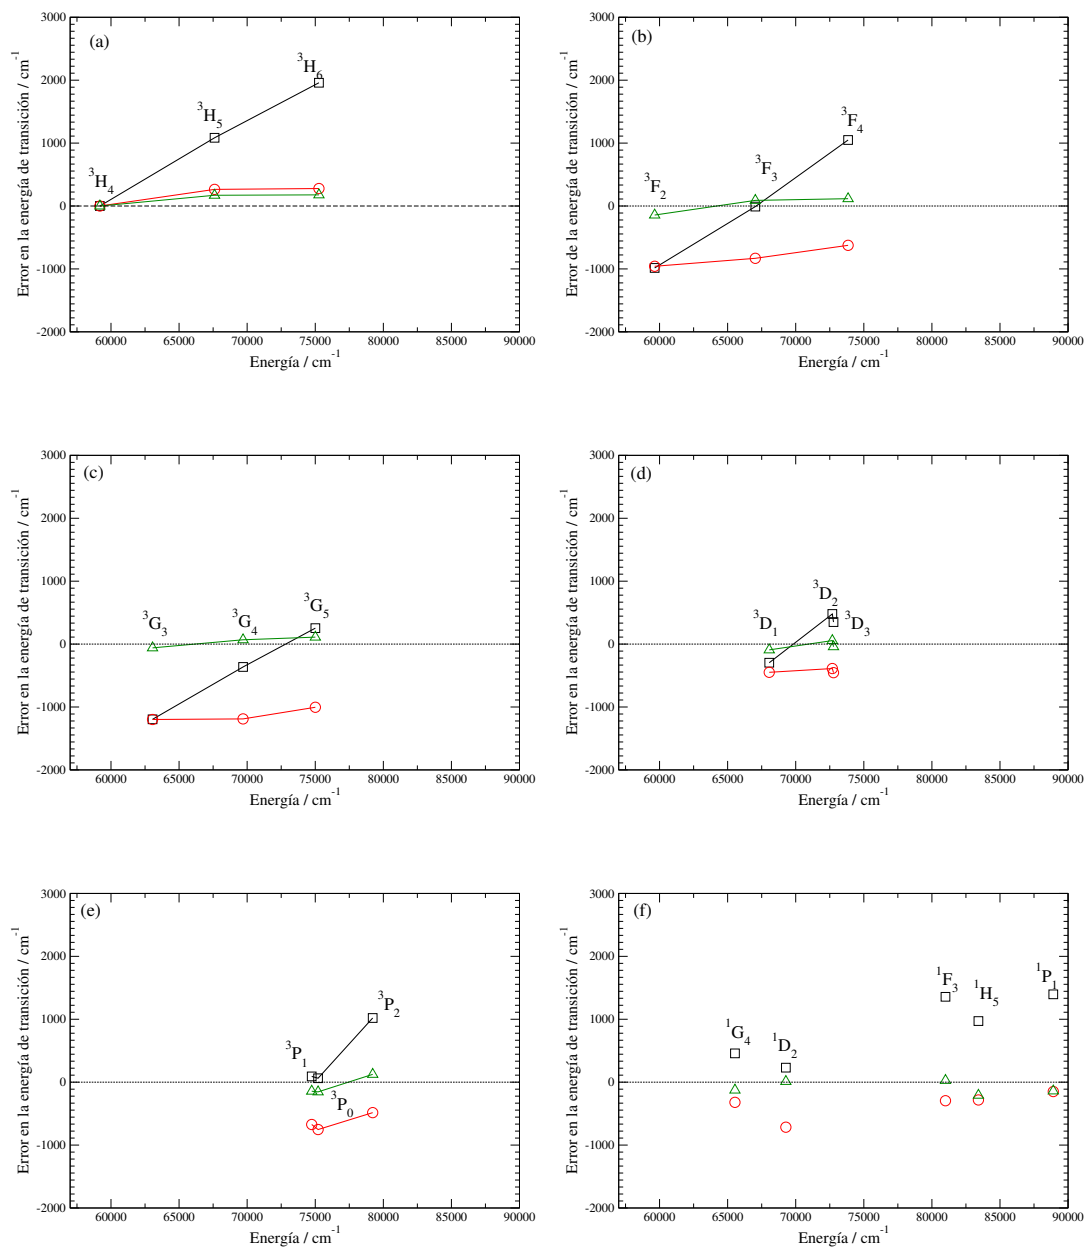 (a)
Error en la energía de transición / cm⁻¹
3000
2000
1000
0
-1000
-2000
³H₄
³H₅
³H₆
60000 65000 70000 75000 80000 85000 90000
Energía / cm⁻¹
(b)
Error de la energía de transición / cm⁻¹
3000
2000
1000
0
-1000
-2000
³F₂
³F₃
³F₄
60000 65000 70000 75000 80000 85000 90000
Energía / cm⁻¹
(c)
Error en la energía de transición / cm⁻¹
3000
2000
1000
0
-1000
-2000
³G₃
³G₄
³G₅
60000 65000 70000 75000 80000 85000 90000
Energía / cm⁻¹
(d)
Error en la energía de transición / cm⁻¹
3000
2000
1000
0
-1000
-2000
³D₁
³D₂
³D₃
60000 65000 70000 75000 80000 85000 90000
Energía / cm⁻¹
(e)
Error en la energía de transición / cm⁻¹
3000
2000
1000
0
-1000
-2000
³P₁
³P₀
³P₂
60000 65000 70000 75000 80000 85000 90000
Energía / cm⁻¹
(f)
Error en la energía de transición / cm⁻¹
3000
2000
1000
0
-1000
-2000
¹G₄
¹D₂
¹F₃
¹H₅
¹P₁
60000 65000 70000 75000 80000 85000 90000
Energía / cm⁻¹